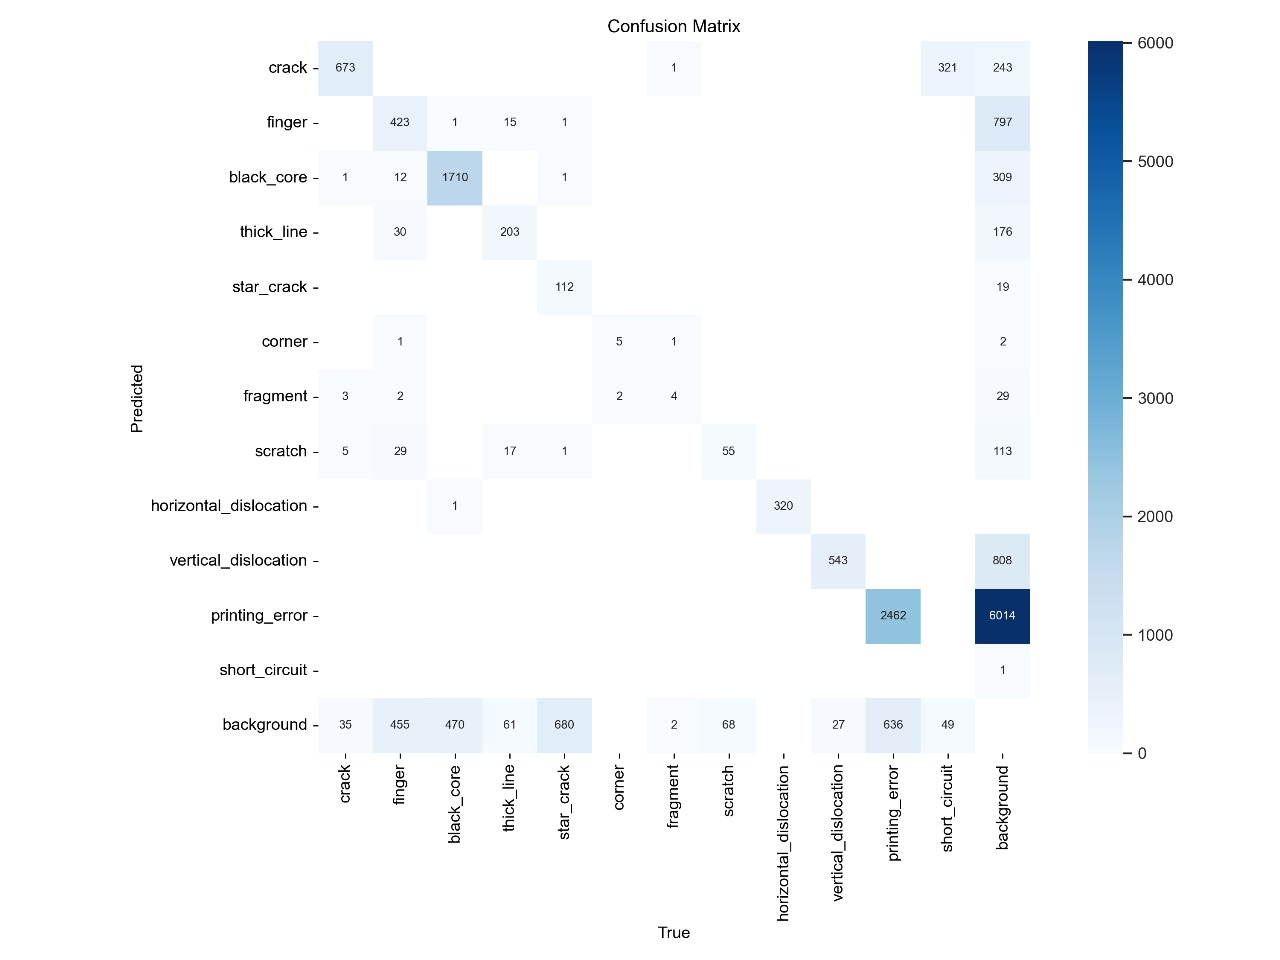 Confusion Matrix
crack 673 1 321 243
finger 423 1 15 1 797
black_core 1 12 1710 1 309
thick_line 30 203 176
star_crack 112 19
corner 1 5 1 2
fragment 3 2 2 4 29
scratch 5 29 17 1 55 113
horizontal_dislocation 1 320
vertical_dislocation 543 808
printing_error 2462 6014
short_circuit 1
background 35 455 470 61 680 2 68 27 636 49
crack finger black_core thick_line star_crack corner fragment scratch horizontal_dislocation vertical_dislocation printing_error short_circuit background
True
Predicted
6000
5000
4000
3000
2000
1000
0